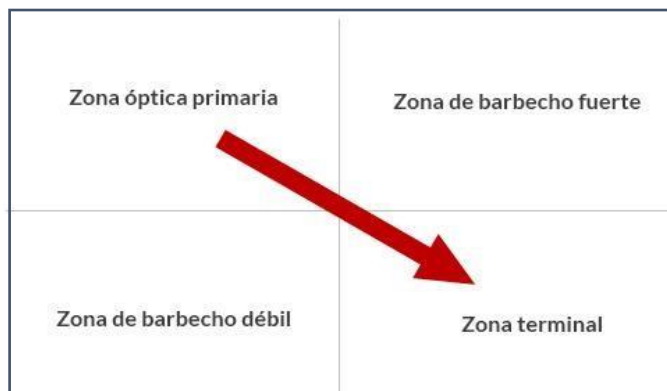 Zona óptica primaria
Zona de barbecho fuerte
Zona de barbecho débil
Zona terminal